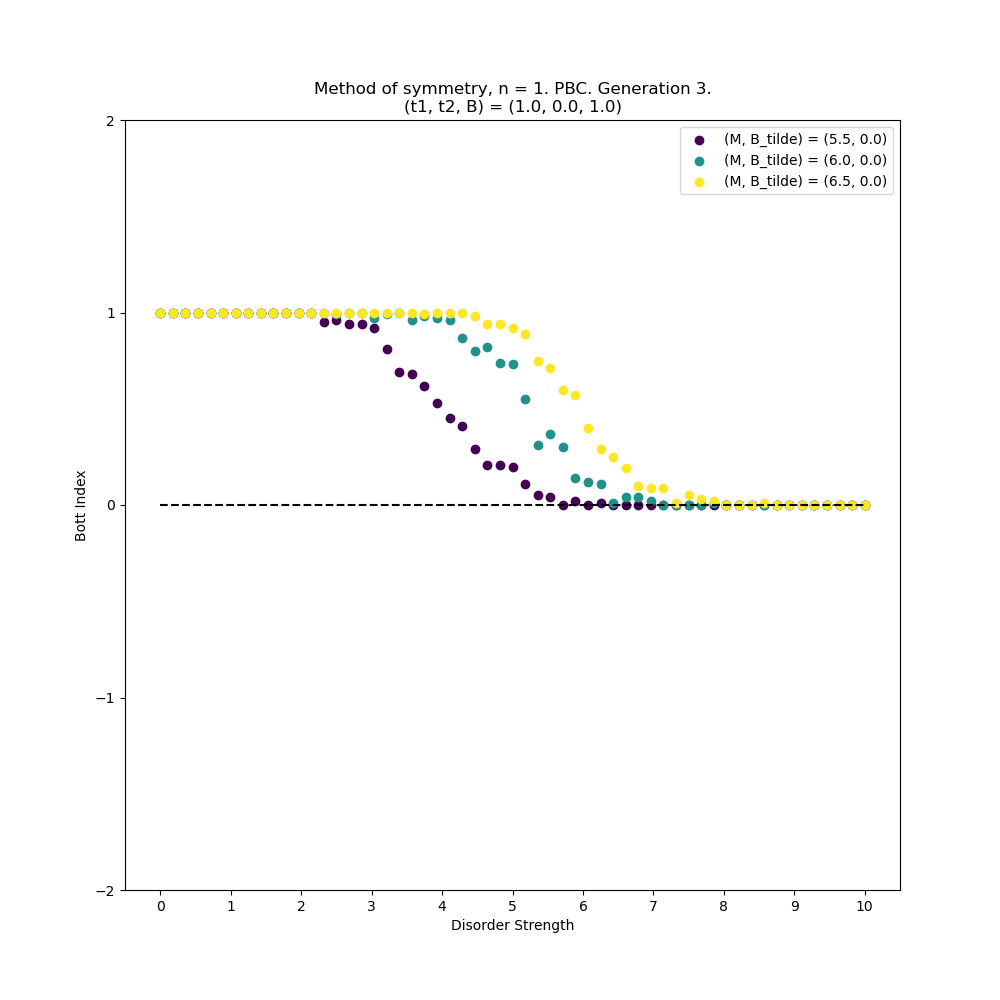 Method of symmetry, n = 1. PBC. Generation 3.
(t1, t2, B) = (1.0, 0.0, 1.0)
(M, B_tilde) = (5.5, 0.0)
(M, B_tilde) = (6.0, 0.0)
(M, B_tilde) = (6.5, 0.0)
2
1
0
−1
−2
Bott Index
0 1 2 3 4 5 6 7 8 9 10
Disorder Strength